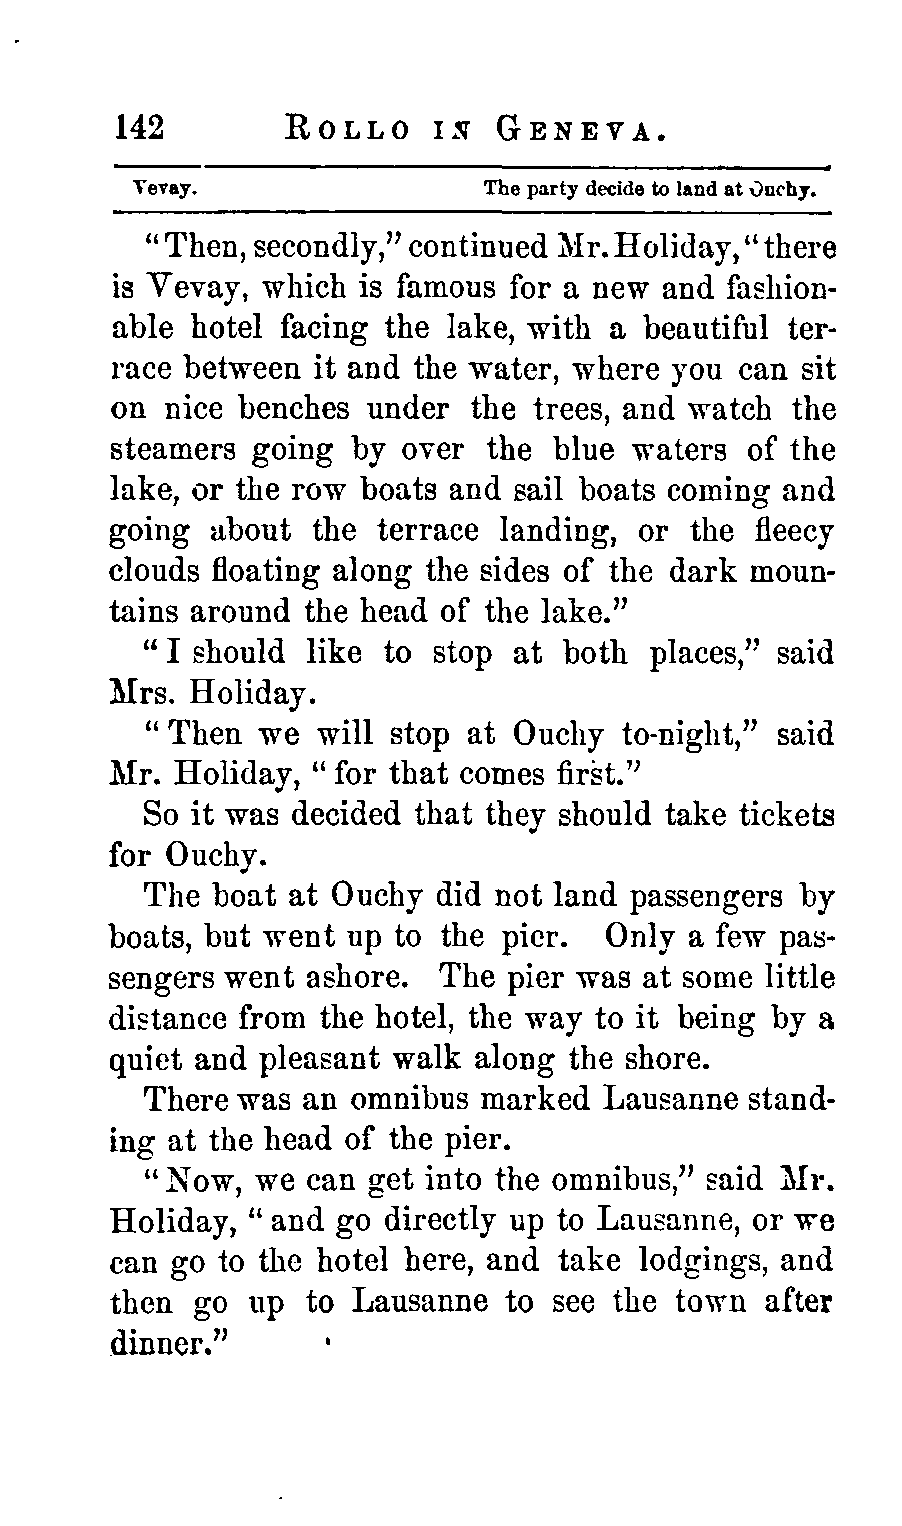 142 ROLLO IN GENEVA.
Vevay. The party decide to land at Ouchy.
"Then, secondly," continued Mr. Holiday, "there
is Vevay, which is famous for a new and fashion-
able hotel facing the lake, with a beautiful ter-
race between it and the water, where you can sit
on nice benches under the trees, and watch the
steamers going by over the blue waters of the
lake, or the row boats and sail boats coming and
going about the terrace landing, or the fleecy
clouds floating along the sides of the dark moun-
tains around the head of the lake."
"I should like to stop at both places," said
Mrs. Holiday.
"Then we will stop at Ouchy to-night," said
Mr. Holiday, "for that comes first."
So it was decided that they should take tickets
for Ouchy.
The boat at Ouchy did not land passengers by
boats, but went up to the pier. Only a few pas-
sengers went ashore. The pier was at some little
distance from the hotel, the way to it being by a
quiet and pleasant walk along the shore.
There was an omnibus marked Lausanne stand-
ing at the head of the pier.
"Now, we can get into the omnibus," said Mr.
Holiday, "and go directly up to Lausanne, or we
can go to the hotel here, and take lodgings, and
then go up to Lausanne to see the town after
dinner."